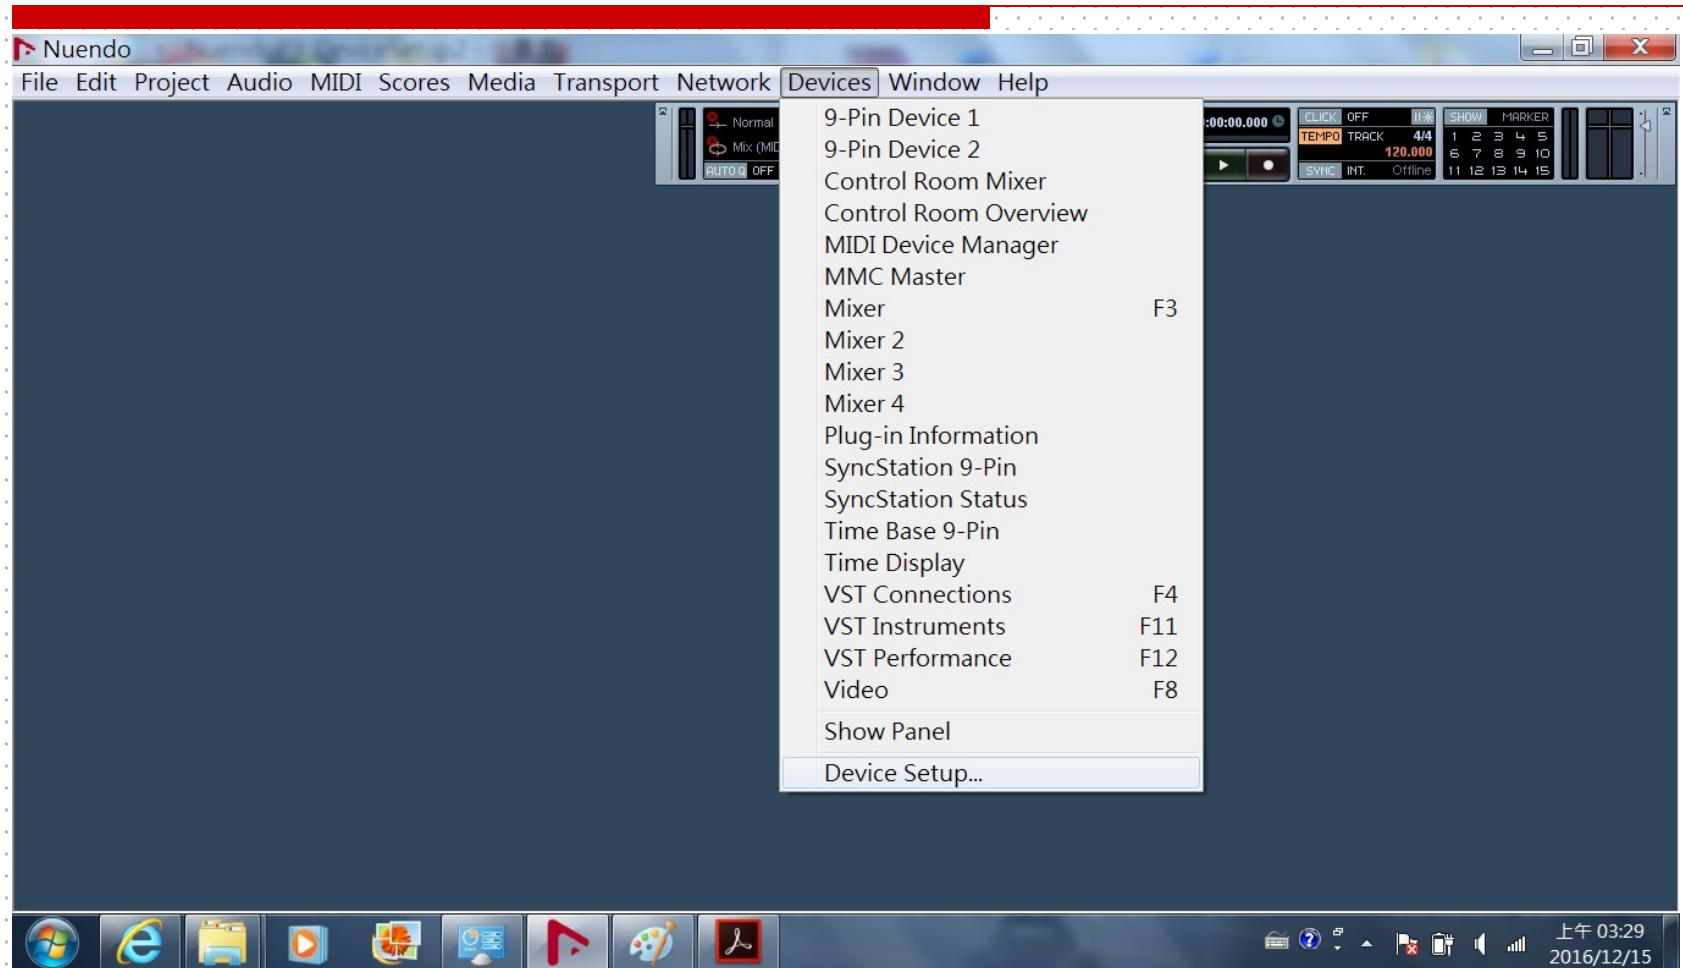 Nuendo
File Edit Project Audio MIDI Scores Media Transport Network Devices Window Help
Normal
Mix (MID
AUTO Q OFF
:00:00.000
CLICK OFF
TEMPO TRACK 4/4
120.000
SYNC INT. Offline
SHOW MARKER
1 2 3 4 5
6 7 8 9 10
11 12 13 14 15
9-Pin Device 1
9-Pin Device 2
Control Room Mixer
Control Room Overview
MIDI Device Manager
MMC Master
Mixer F3
Mixer 2
Mixer 3
Mixer 4
Plug-in Information
SyncStation 9-Pin
SyncStation Status
Time Base 9-Pin
Time Display
VST Connections F4
VST Instruments F11
VST Performance F12
Video F8
Show Panel
Device Setup...
上午 03:29
2016/12/15